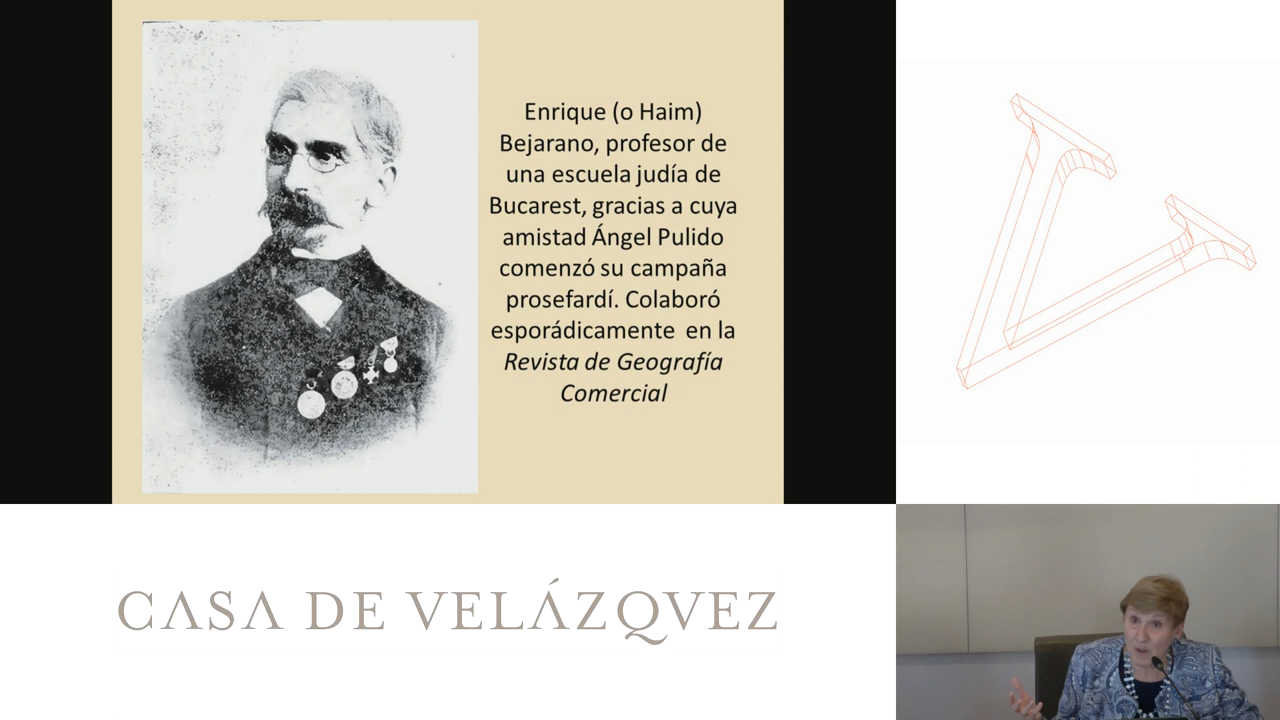 Enrique (o Haim)
Bejarano, profesor de
una escuela judía de
Bucarest, gracias a cuya
amistad Ángel Pulido
comenzó su campaña
prosefardí. Colaboró
esporádicamente en la
Revista de Geografía
Comercial
CASA DE VELÁZQVEZ